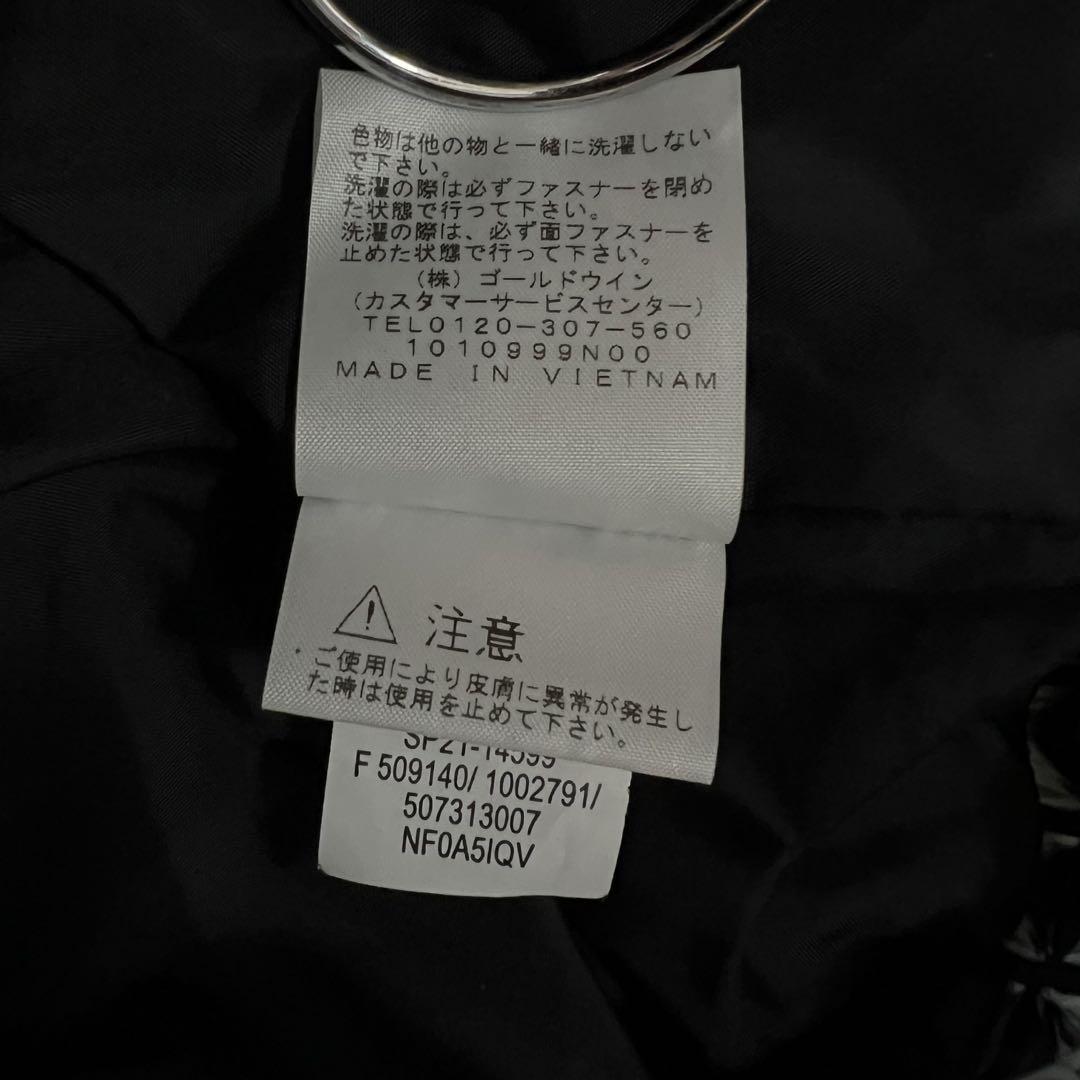 色物は他の物と一緒に洗濯しない
で下さい。
洗濯の際は必ずファスナーを閉め
た状態で行って下さい。
洗濯の際は、必ず面ファスナーを
止めた状態で行って下さい。
(株)ゴールドウイン
(カスタマーサービスセンター)
TEL0120-307-560
1010999N00
MADE IN VIETNAM
注意
・ご使用により皮膚に異常が発生し
た時は使用を止めて下さい。
SP21-14599
F 509140/ 1002791/
507313007
NF0A5IQV